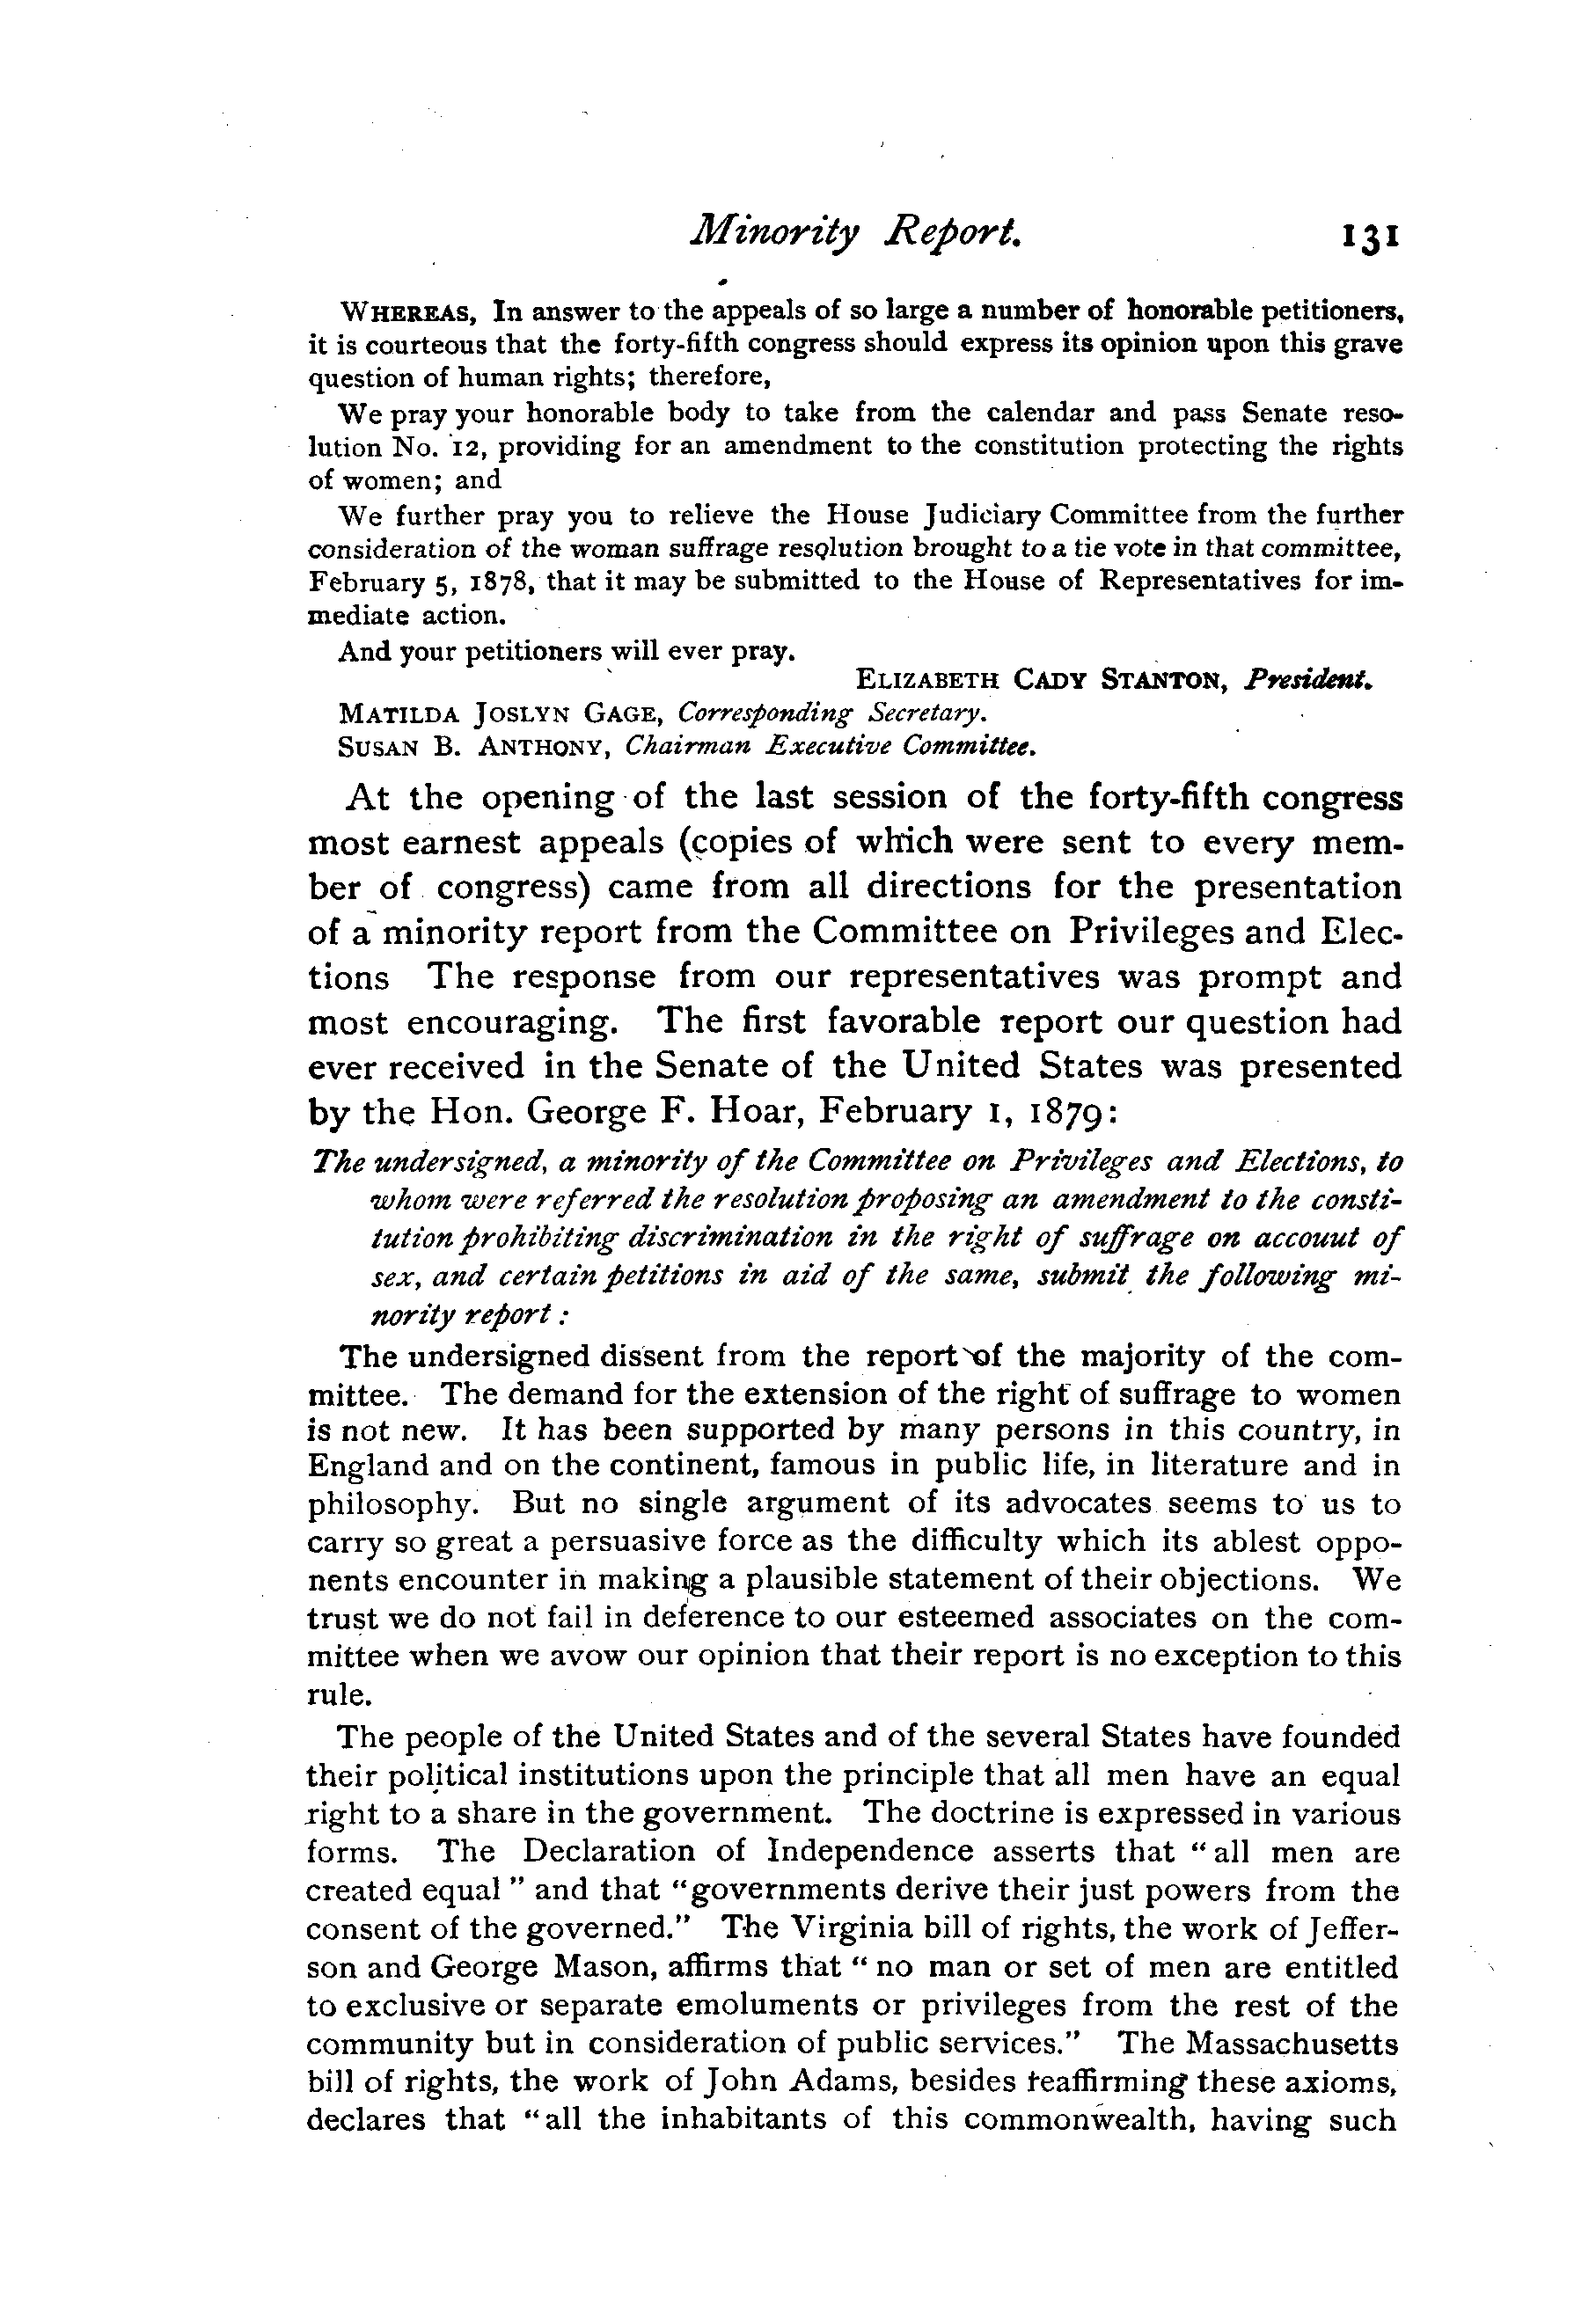 Minority Report. 131
WHEREAS, In answer to the appeals of so large a number of honorable petitioners,
it is courteous that the forty-fifth congress should express its opinion upon this grave
question of human rights; therefore,
We pray your honorable body to take from the calendar and pass Senate reso-
lution No. 12, providing for an amendment to the constitution protecting the rights
of women; and
We further pray you to relieve the House Judiciary Committee from the further
consideration of the woman suffrage resolution brought to a tie vote in that committee,
February 5, 1878, that it may be submitted to the House of Representatives for im-
mediate action.
And your petitioners will ever pray.
ELIZABETH CADY STANTON, President.
MATILDA JOSLYN GAGE, Corresponding Secretary.
SUSAN B. ANTHONY, Chairman Executive Committee.
At the opening of the last session of the forty-fifth congress
most earnest appeals (copies of which were sent to every mem-
ber of congress) came from all directions for the presentation
of a minority report from the Committee on Privileges and Elec-
tions The response from our representatives was prompt and
most encouraging. The first favorable report our question had
ever received in the Senate of the United States was presented
by the Hon. George F. Hoar, February 1, 1879:
The undersigned, a minority of the Committee on Privileges and Elections, to
whom were referred the resolution proposing an amendment to the consti-
tution prohibiting discrimination in the right of suffrage on accouut of
sex, and certain petitions in aid of the same, submit the following mi-
nority report :
The undersigned dissent from the report of the majority of the com-
mittee. The demand for the extension of the right of suffrage to women
is not new. It has been supported by many persons in this country, in
England and on the continent, famous in public life, in literature and in
philosophy. But no single argument of its advocates seems to us to
carry so great a persuasive force as the difficulty which its ablest oppo-
nents encounter in making a plausible statement of their objections. We
trust we do not fail in deference to our esteemed associates on the com-
mittee when we avow our opinion that their report is no exception to this
rule.
The people of the United States and of the several States have founded
their political institutions upon the principle that all men have an equal
right to a share in the government. The doctrine is expressed in various
forms. The Declaration of Independence asserts that "all men are
created equal" and that "governments derive their just powers from the
consent of the governed." The Virginia bill of rights, the work of Jeffer-
son and George Mason, affirms that "no man or set of men are entitled
to exclusive or separate emoluments or privileges from the rest of the
community but in consideration of public services." The Massachusetts
bill of rights, the work of John Adams, besides reaffirming these axioms,
declares that "all the inhabitants of this commonwealth, having such